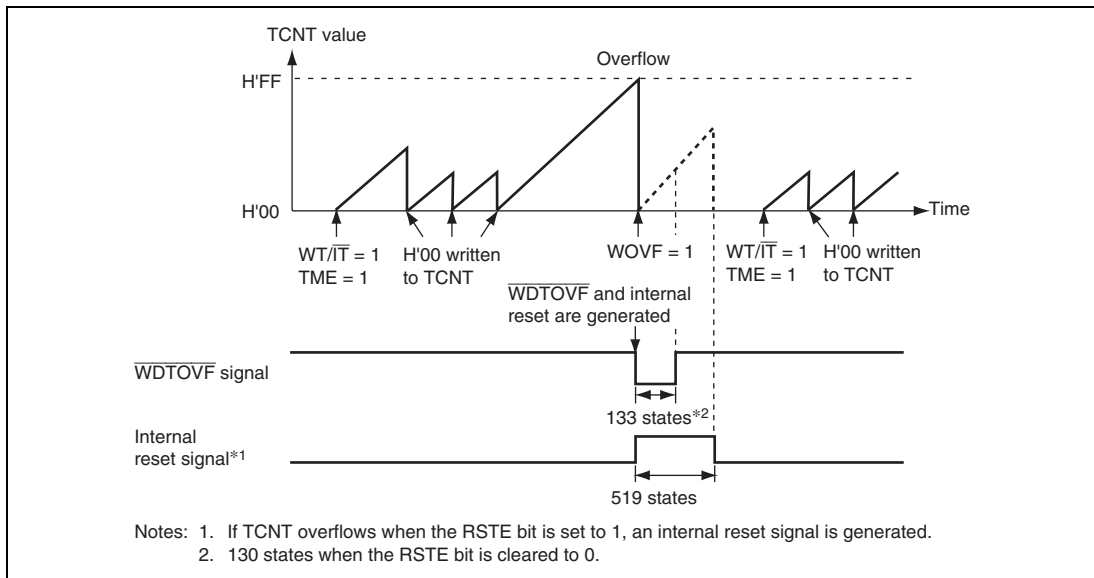 TCNT value
Overflow
H'FF
H'00
Time
WT/IT = 1
TME = 1
H'00 written
to TCNT
WOVF = 1
WT/IT = 1
TME = 1
H'00 written
to TCNT
WDTOVF and internal
reset are generated
WDTOVF signal
133 states*2
Internal
reset signal*1
519 states
Notes: 1. If TCNT overflows when the RSTE bit is set to 1, an internal reset signal is generated.
2. 130 states when the RSTE bit is cleared to 0.